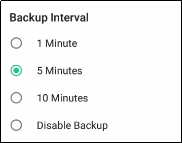 Backup Interval
1 Minute
5 Minutes
10 Minutes
Disable Backup